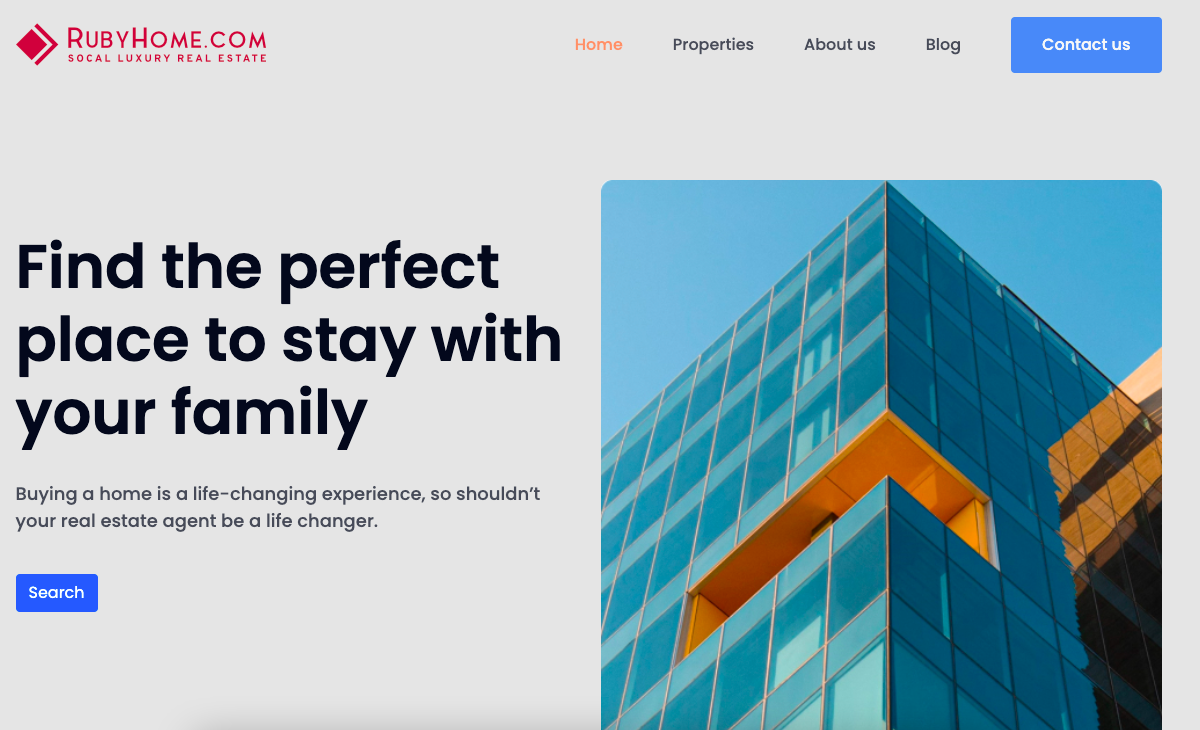 RUBYHOME.COM
SOCAL LUXURY REAL ESTATE
Home
Properties
About us
Blog
Contact us
Find the perfect
place to stay with
your family
Buying a home is a life-changing experience, so shouldn’t
your real estate agent be a life changer.
Search